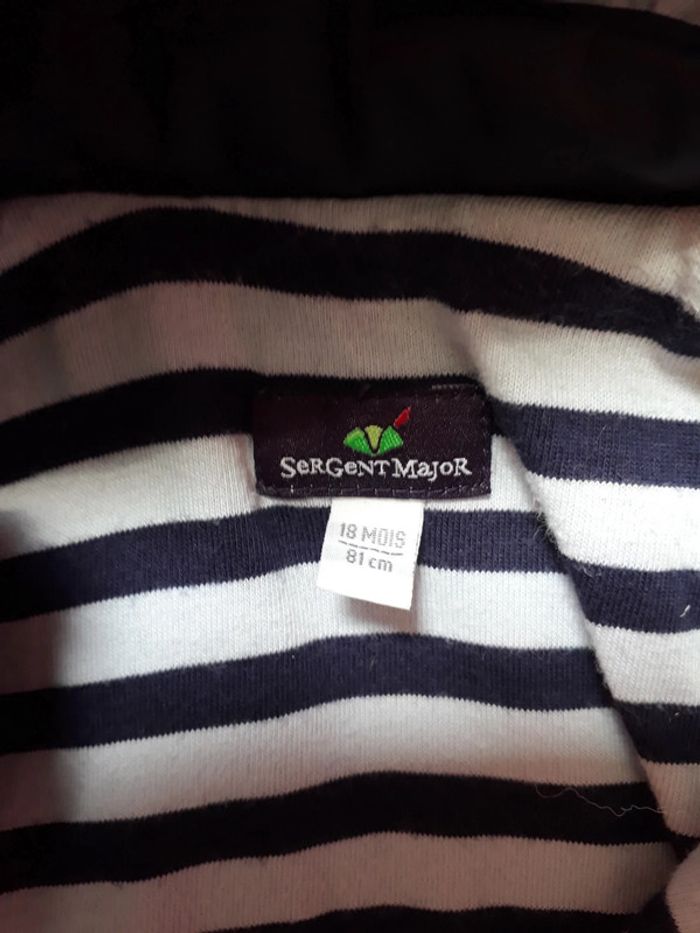 SerGeNT MajoR
18 MOIS
81 cm